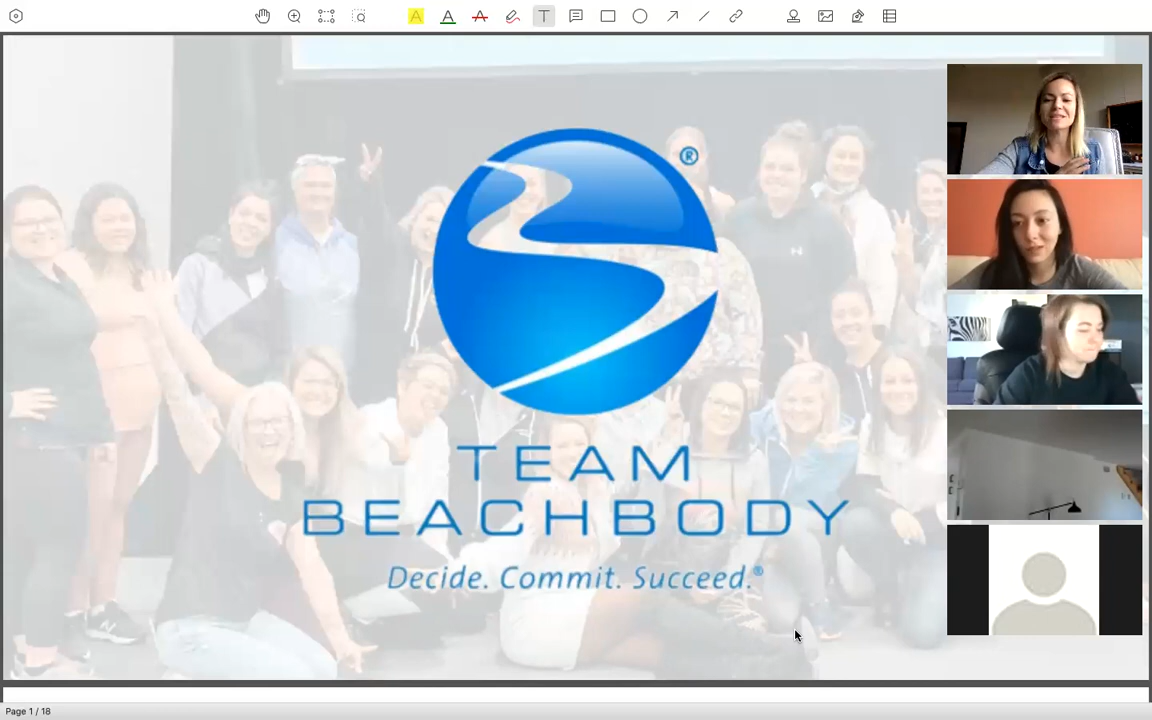 A A A T
®
TEAM
BEACHBODY
Decide. Commit. Succeed.®
Page 1 / 18